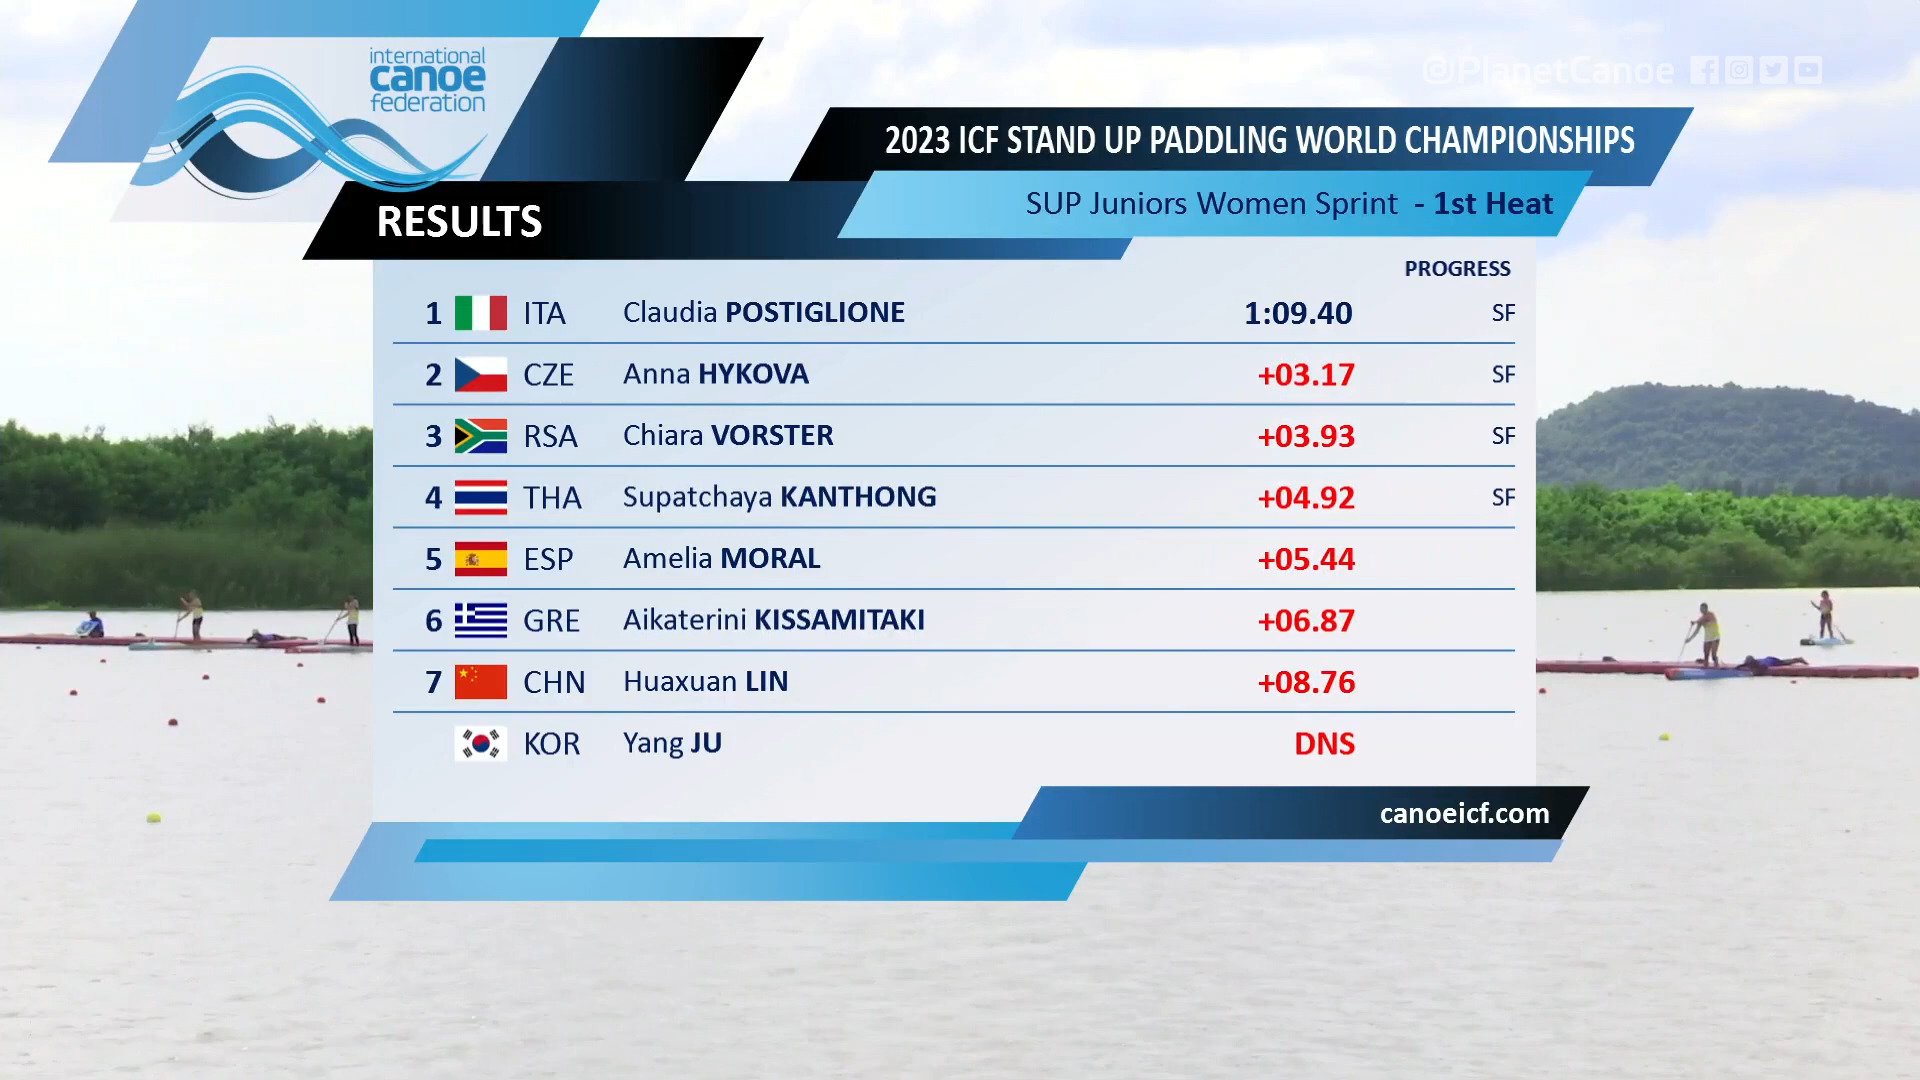 international
canoe
federation
@PlanetCanoe
2023 ICF STAND UP PADDLING WORLD CHAMPIONSHIPS
SUP Juniors Women Sprint - 1st Heat
RESULTS
PROGRESS
1 ITA Claudia POSTIGLIONE 1:09.40 SF
2 CZE Anna HYKOVA +03.17 SF
3 RSA Chiara VORSTER +03.93 SF
4 THA Supatchaya KANTHONG +04.92 SF
5 ESP Amelia MORAL +05.44
6 GRE Aikaterini KISSAMITAKI +06.87
7 CHN Huaxuan LIN +08.76
KOR Yang JU DNS
canoeicf.com